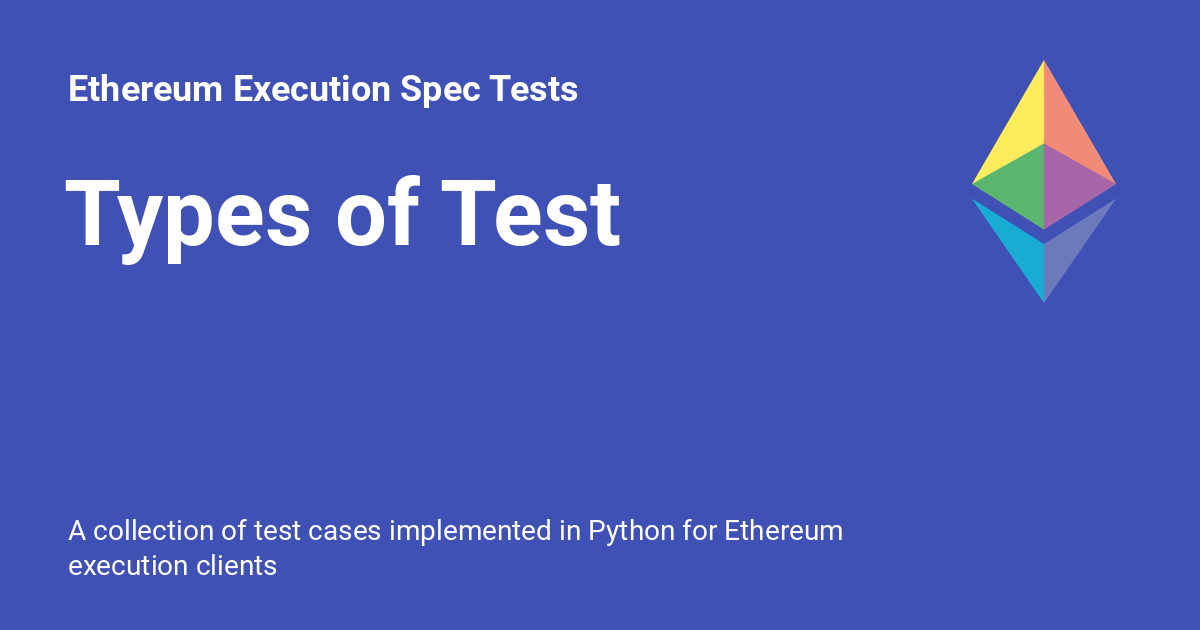 Ethereum Execution Spec Tests
Types of Test
A collection of test cases implemented in Python for Ethereum
execution clients